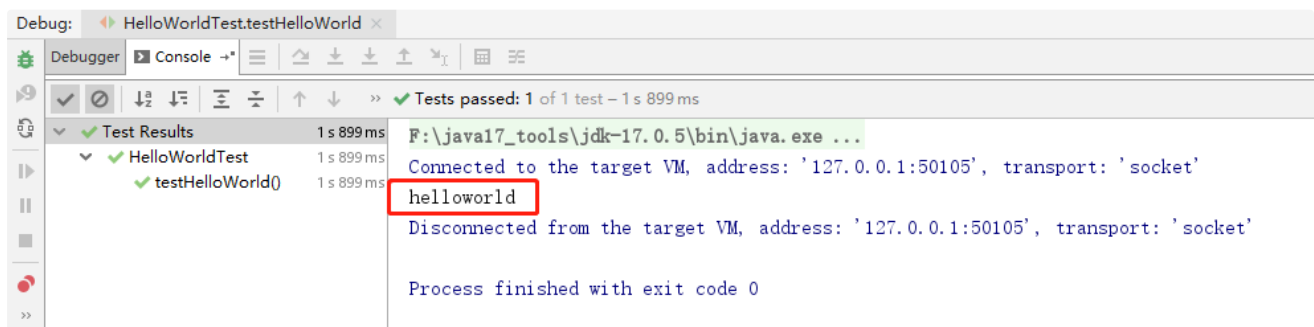 Debug: HelloWorldTest.testHelloWorld ×
Debugger Console
» Tests passed: 1 of 1 test – 1 s 899 ms
Test Results 1 s 899 ms
HelloWorldTest 1 s 899 ms
testHelloWorld() 1 s 899 ms
F:\java17_tools\jdk-17.0.5\bin\java.exe ...
Connected to the target VM, address: '127.0.0.1:50105', transport: 'socket'
helloworld
Disconnected from the target VM, address: '127.0.0.1:50105', transport: 'socket'
Process finished with exit code 0